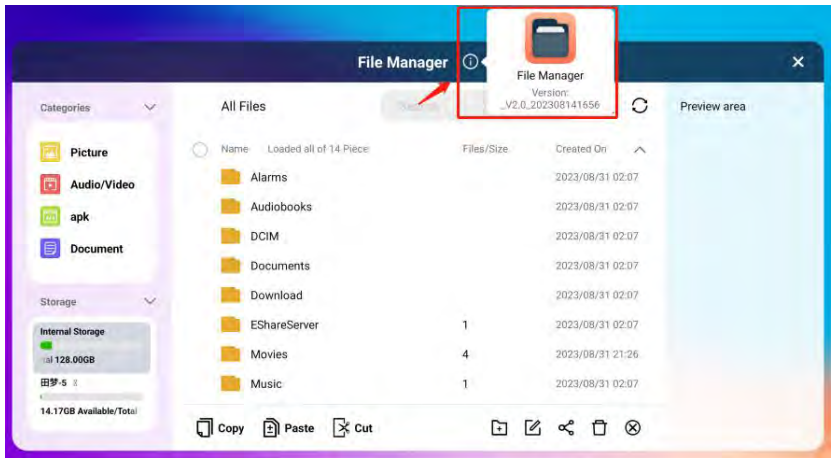 File Manager
File Manager
Version:
_V2.0_202308141656
Categories
Picture
Audio/Video
apk
Document
Storage
Internal Storage
128.00GB
田梦-5
14.17GB Available/Total
All Files
Name Loaded all of 14 Piece Files/Size Created On
Alarms 2023/08/31 02:07
Audiobooks 2023/08/31 02:07
DCIM 2023/08/31 02:07
Documents 2023/08/31 02:07
Download 2023/08/31 02:07
EShareServer 1 2023/08/31 02:07
Movies 4 2023/08/31 21:26
Music 1 2023/08/31 02:07
Copy Paste Cut
Preview area